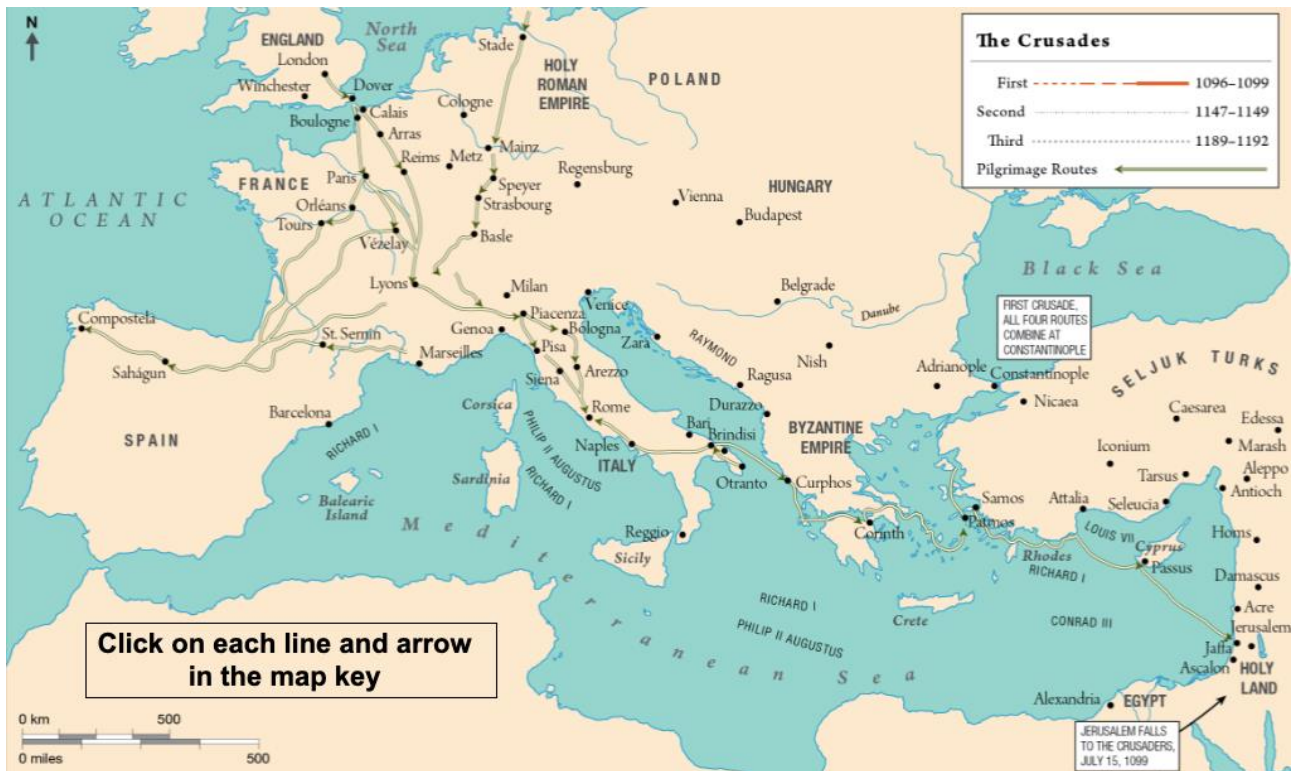 N
ENGLAND
London
Winchester
Dover
Calais
Boulogne
Arras
North
Sea
Stade
HOLY
ROMAN
EMPIRE
POLAND
Cologne
Mainz
Metz
Reims
Regensburg
Speyer
Strasbourg
Basle
FRANCE
Paris
Orléans
Tours
Vézelay
Lyons
ATLANTIC
OCEAN
Vienna
HUNGARY
Budapest
Belgrade
Danube
Black Sea
The Crusades
First 1096–1099
Second 1147–1149
Third 1189–1192
Pilgrimage Routes
FIRST CRUSADE,
ALL FOUR ROUTES
COMBINE AT
CONSTANTINOPLE
Compostela
Sahágun
St. Sernin
Marseilles
Barcelona
SPAIN
RICHARD I
Balearic
Island
Milan
Venice
Piacenza
Genoa
Bologna
Pisa
Siena
Arezzo
Rome
Naples
ITALY
Corsica
Sardinia
PHILIP II AUGUSTUS
RICHARD I
Zara
RAYMOND
Ragusa
Nish
Durazzo
Bari
Brindisi
Otranto
BYZANTINE
EMPIRE
Curphos
Corinth
Reggio
Sicily
Adrianople
Constantinople
Nicaea
SELJUK TURKS
Caesarea
Edessa
Marash
Iconium
Tarsus
Aleppo
Antioch
Seleucia
Attalia
Samos
Patmos
Rhodes
LOUIS VII
Cyprus
Passus
RICHARD I
Homs
Damascus
Acre
Jerusalem
Jaffa
Ascalon
HOLY
LAND
Crete
CONRAD III
RICHARD I
PHILIP II AUGUSTUS
Mediterranean Sea
Alexandria
EGYPT
JERUSALEM FALLS
TO THE CRUSADERS,
JULY 15, 1099
Click on each line and arrow
in the map key
0 km 500
0 miles 500